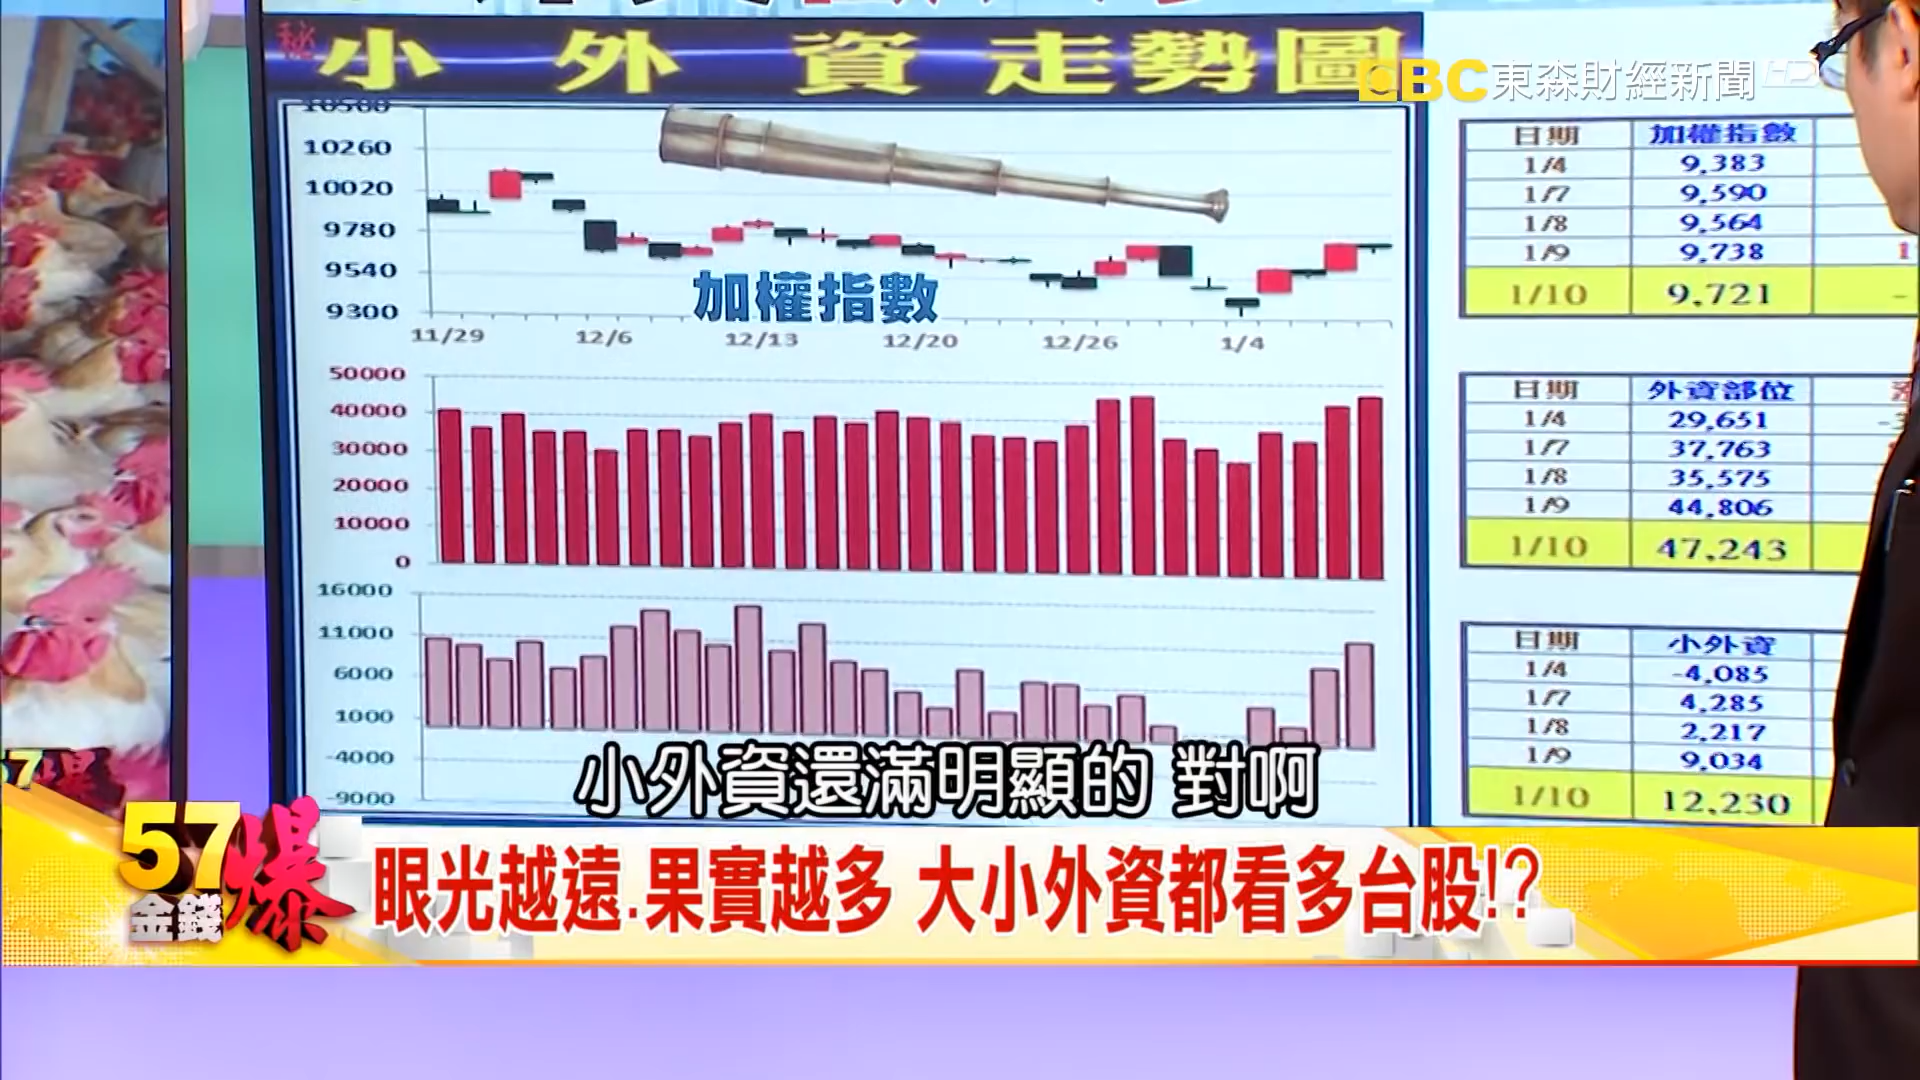 小 外 資 走勢圖
EBC 東森財經新聞 HD
10500
10260
10020
9780
9540
9300
加權指數
11/29 12/6 12/13 12/20 12/26 1/4
50000
40000
30000
20000
10000
0
16000
11000
6000
1000
-4000
-9000
日期 加權指數
1/4 9,383
1/7 9,590
1/8 9,564
1/9 9,738 1
1/10 9,721 -
日期 外資部位
1/4 29,651
1/7 37,763
1/8 35,575
1/9 44,806
1/10 47,243
日期 小外資
1/4 -4,085
1/7 4,285
1/8 2,217
1/9 9,034
1/10 12,230
小外資還滿明顯的 對啊
57爆
金錢
眼光越遠.果實越多 大小外資都看多台股!?